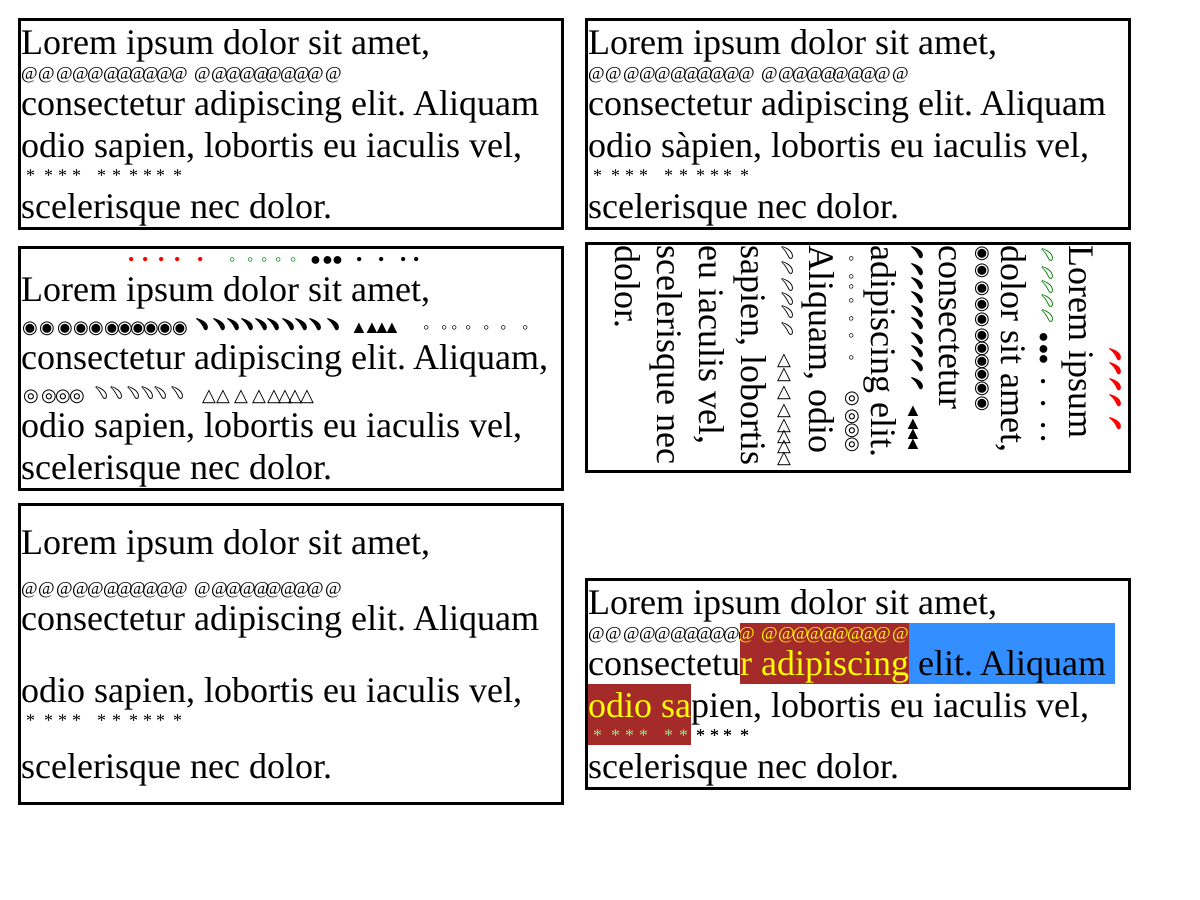 Lorem ipsum dolor sit amet,
@@@@@@@@@@@ @@@@@@@@@@
consectetur adipiscing elit. Aliquam
odio sapien, lobortis eu iaculis vel,
* * * * * * * * * *
scelerisque nec dolor.
Lorem ipsum dolor sit amet,
@@@@@@@@@@@ @@@@@@@@@@
consectetur adipiscing elit. Aliquam
odio sàpien, lobortis eu iaculis vel,
* * * * * * * * * *
scelerisque nec dolor.
Lorem ipsum dolor sit amet,
consectetur adipiscing elit. Aliquam,
odio sapien, lobortis eu iaculis vel,
scelerisque nec dolor.
Lorem ipsum
dolor sit amet,
consectetur
adipiscing elit.
Aliquam, odio
sapien, lobortis
eu iaculis vel,
scelerisque nec
dolor.
Lorem ipsum dolor sit amet,
@@@@@@@@@@@ @@@@@@@@@@
consectetur adipiscing elit. Aliquam
odio sapien, lobortis eu iaculis vel,
* * * * * * * * * *
scelerisque nec dolor.
Lorem ipsum dolor sit amet,
@@@@@@@@@@@ @@@@@@@@@@
consectetur adipiscing elit. Aliquam
odio sapien, lobortis eu iaculis vel,
* * * * * * * * * *
scelerisque nec dolor.